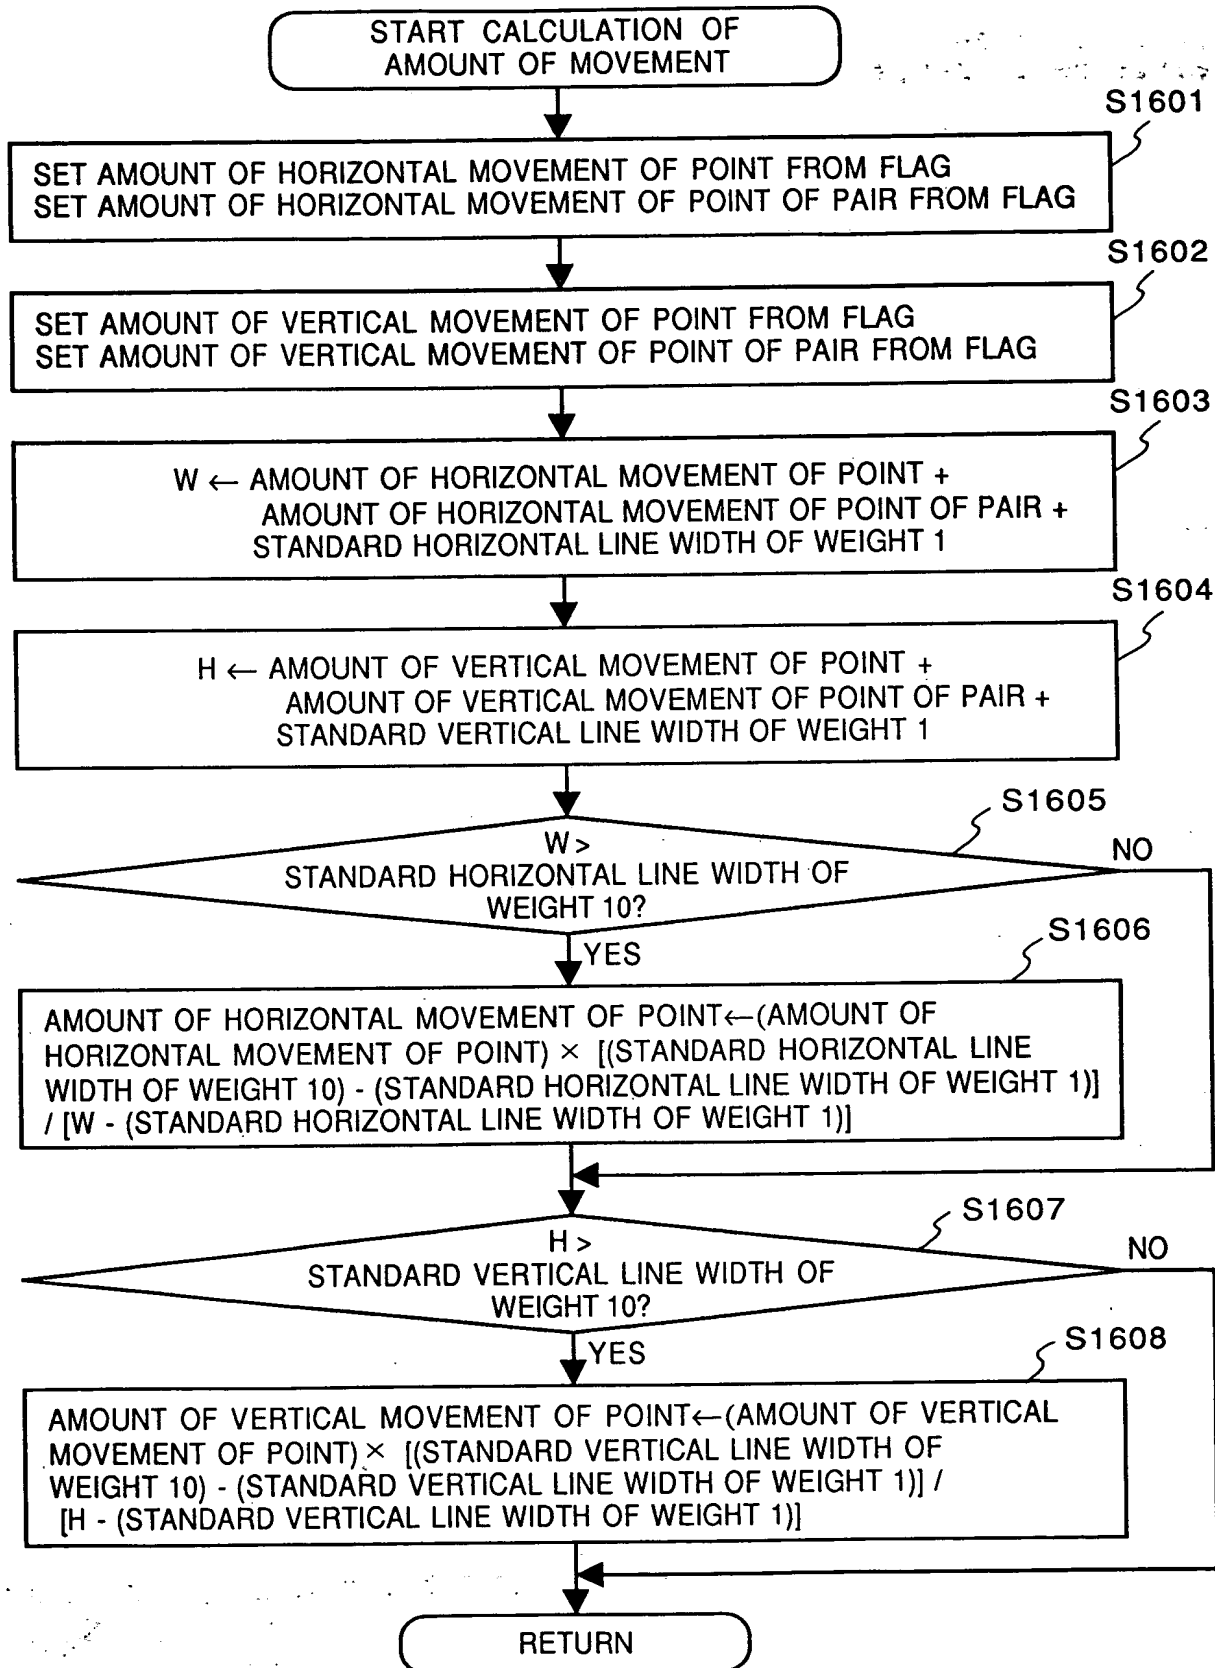 START CALCULATION OF
AMOUNT OF MOVEMENT
S1601
SET AMOUNT OF HORIZONTAL MOVEMENT OF POINT FROM FLAG
SET AMOUNT OF HORIZONTAL MOVEMENT OF POINT OF PAIR FROM FLAG
S1602
SET AMOUNT OF VERTICAL MOVEMENT OF POINT FROM FLAG
SET AMOUNT OF VERTICAL MOVEMENT OF POINT OF PAIR FROM FLAG
S1603
W ← AMOUNT OF HORIZONTAL MOVEMENT OF POINT +
AMOUNT OF HORIZONTAL MOVEMENT OF POINT OF PAIR +
STANDARD HORIZONTAL LINE WIDTH OF WEIGHT 1
S1604
H ← AMOUNT OF VERTICAL MOVEMENT OF POINT +
AMOUNT OF VERTICAL MOVEMENT OF POINT OF PAIR +
STANDARD VERTICAL LINE WIDTH OF WEIGHT 1
S1605
W >
STANDARD HORIZONTAL LINE WIDTH OF
WEIGHT 10?
NO
YES
S1606
AMOUNT OF HORIZONTAL MOVEMENT OF POINT←(AMOUNT OF
HORIZONTAL MOVEMENT OF POINT) × [(STANDARD HORIZONTAL LINE
WIDTH OF WEIGHT 10) - (STANDARD HORIZONTAL LINE WIDTH OF WEIGHT 1)]
/ [W - (STANDARD HORIZONTAL LINE WIDTH OF WEIGHT 1)]
S1607
H >
STANDARD VERTICAL LINE WIDTH OF
WEIGHT 10?
NO
YES
S1608
AMOUNT OF VERTICAL MOVEMENT OF POINT←(AMOUNT OF VERTICAL
MOVEMENT OF POINT) × [(STANDARD VERTICAL LINE WIDTH OF
WEIGHT 10) - (STANDARD VERTICAL LINE WIDTH OF WEIGHT 1)] /
[H - (STANDARD VERTICAL LINE WIDTH OF WEIGHT 1)]
RETURN